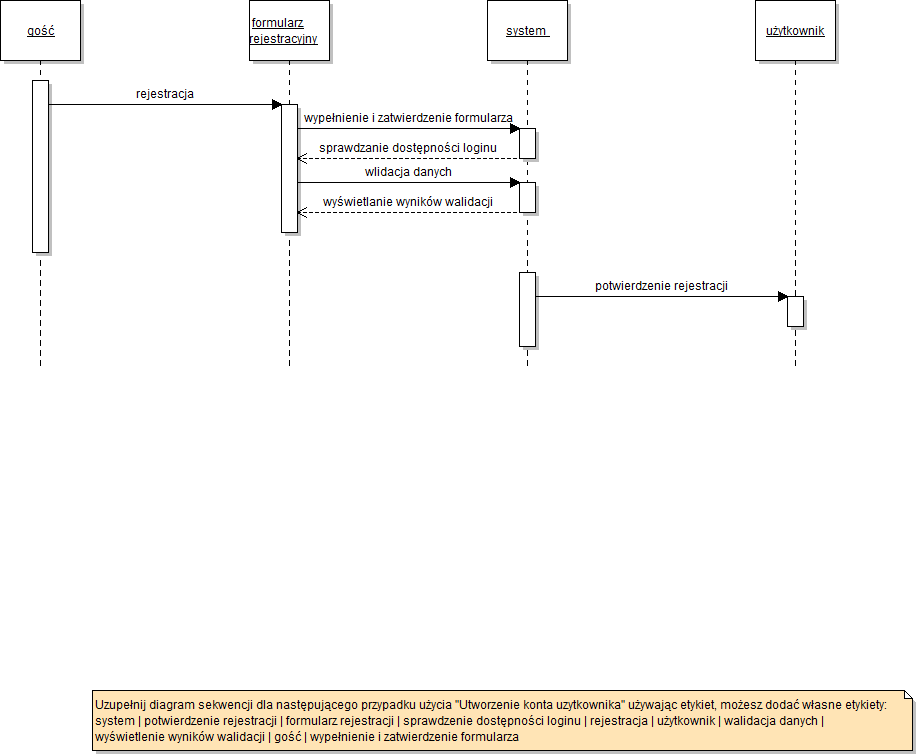 gość
formularz
rejestracyjny
system
użytkownik
rejestracja
wypełnienie i zatwierdzenie formularza
sprawdzanie dostępności loginu
wlidacja danych
wyświetlanie wyników walidacji
potwierdzenie rejestracji
Uzupełnij diagram sekwencji dla następującego przypadku użycia "Utworzenie konta uzytkownika" używając etykiet, możesz dodać własne etykiety:
system | potwierdzenie rejestracji | formularz rejestracji | sprawdzenie dostępności loginu | rejestracja | użytkownik | walidacja danych |
wyświetlenie wyników walidacji | gość | wypełnienie i zatwierdzenie formularza